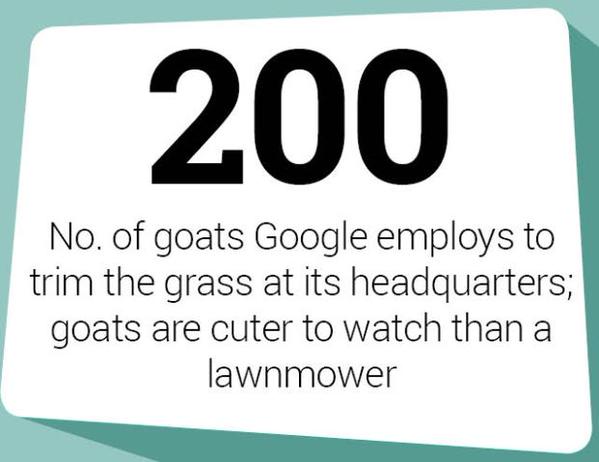 200
No. of goats Google employs to
trim the grass at its headquarters;
goats are cuter to watch than a
lawnmower